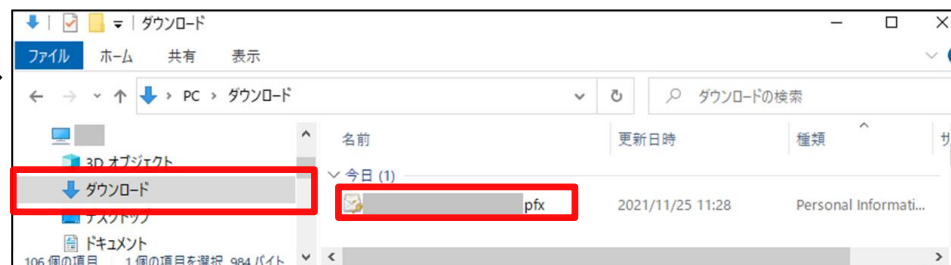 ダウンロード
ファイル ホーム 共有 表示
PC › ダウンロード ダウンロードの検索
名前 更新日時 種類 サ
3D オブジェクト
今日 (1)
ダウンロード
pfx 2021/11/25 11:28 Personal Informati...
デスクトップ
ドキュメント
106 個の項目 1 個の項目を選択 984 バイト